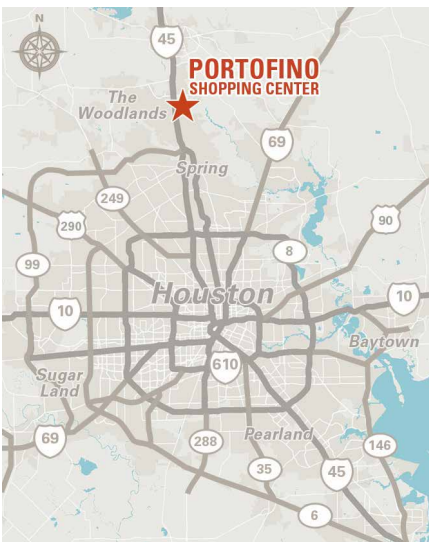 N
45
PORTOFINO
SHOPPING CENTER
The
Woodlands
69
Spring
249
290
90
8
99
Houston
10
10
Baytown
610
Sugar
Land
69
288
Pearland
146
35
45
6